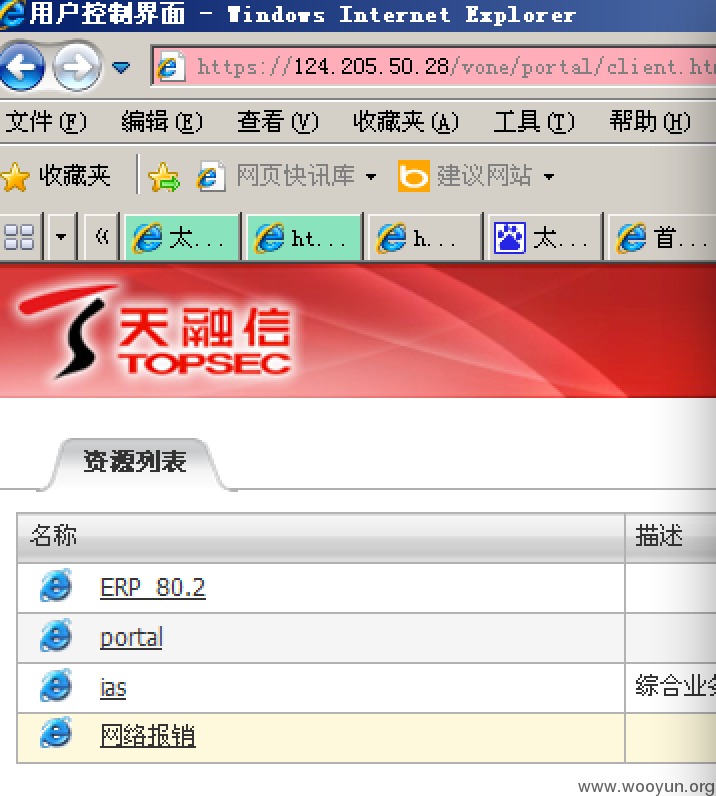 用户控制界面 - Windows Internet Explorer
https://124.205.50.28/vone/portal/client.ht
文件(F) 编辑(E) 查看(V) 收藏夹(A) 工具(T) 帮助(H)
收藏夹 网页快讯库 建议网站
太... ht... h... 太... 首...
天融信
TOPSEC
资源列表
名称 描述
ERP_80.2
portal
ias 综合业务
网络报销
www.wooyun.org